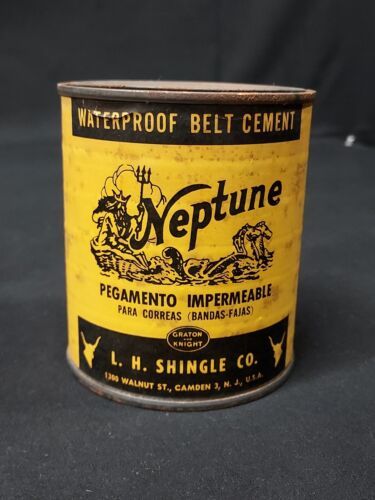 WATERPROOF BELT CEMENT
Neptune
PEGAMENTO IMPERMEABLE
PARA CORREAS (BANDAS-FAJAS)
GRATON
AND
KNIGHT
L. H. SHINGLE CO.
1300 WALNUT ST., CAMDEN 3, N. J., U.S.A.